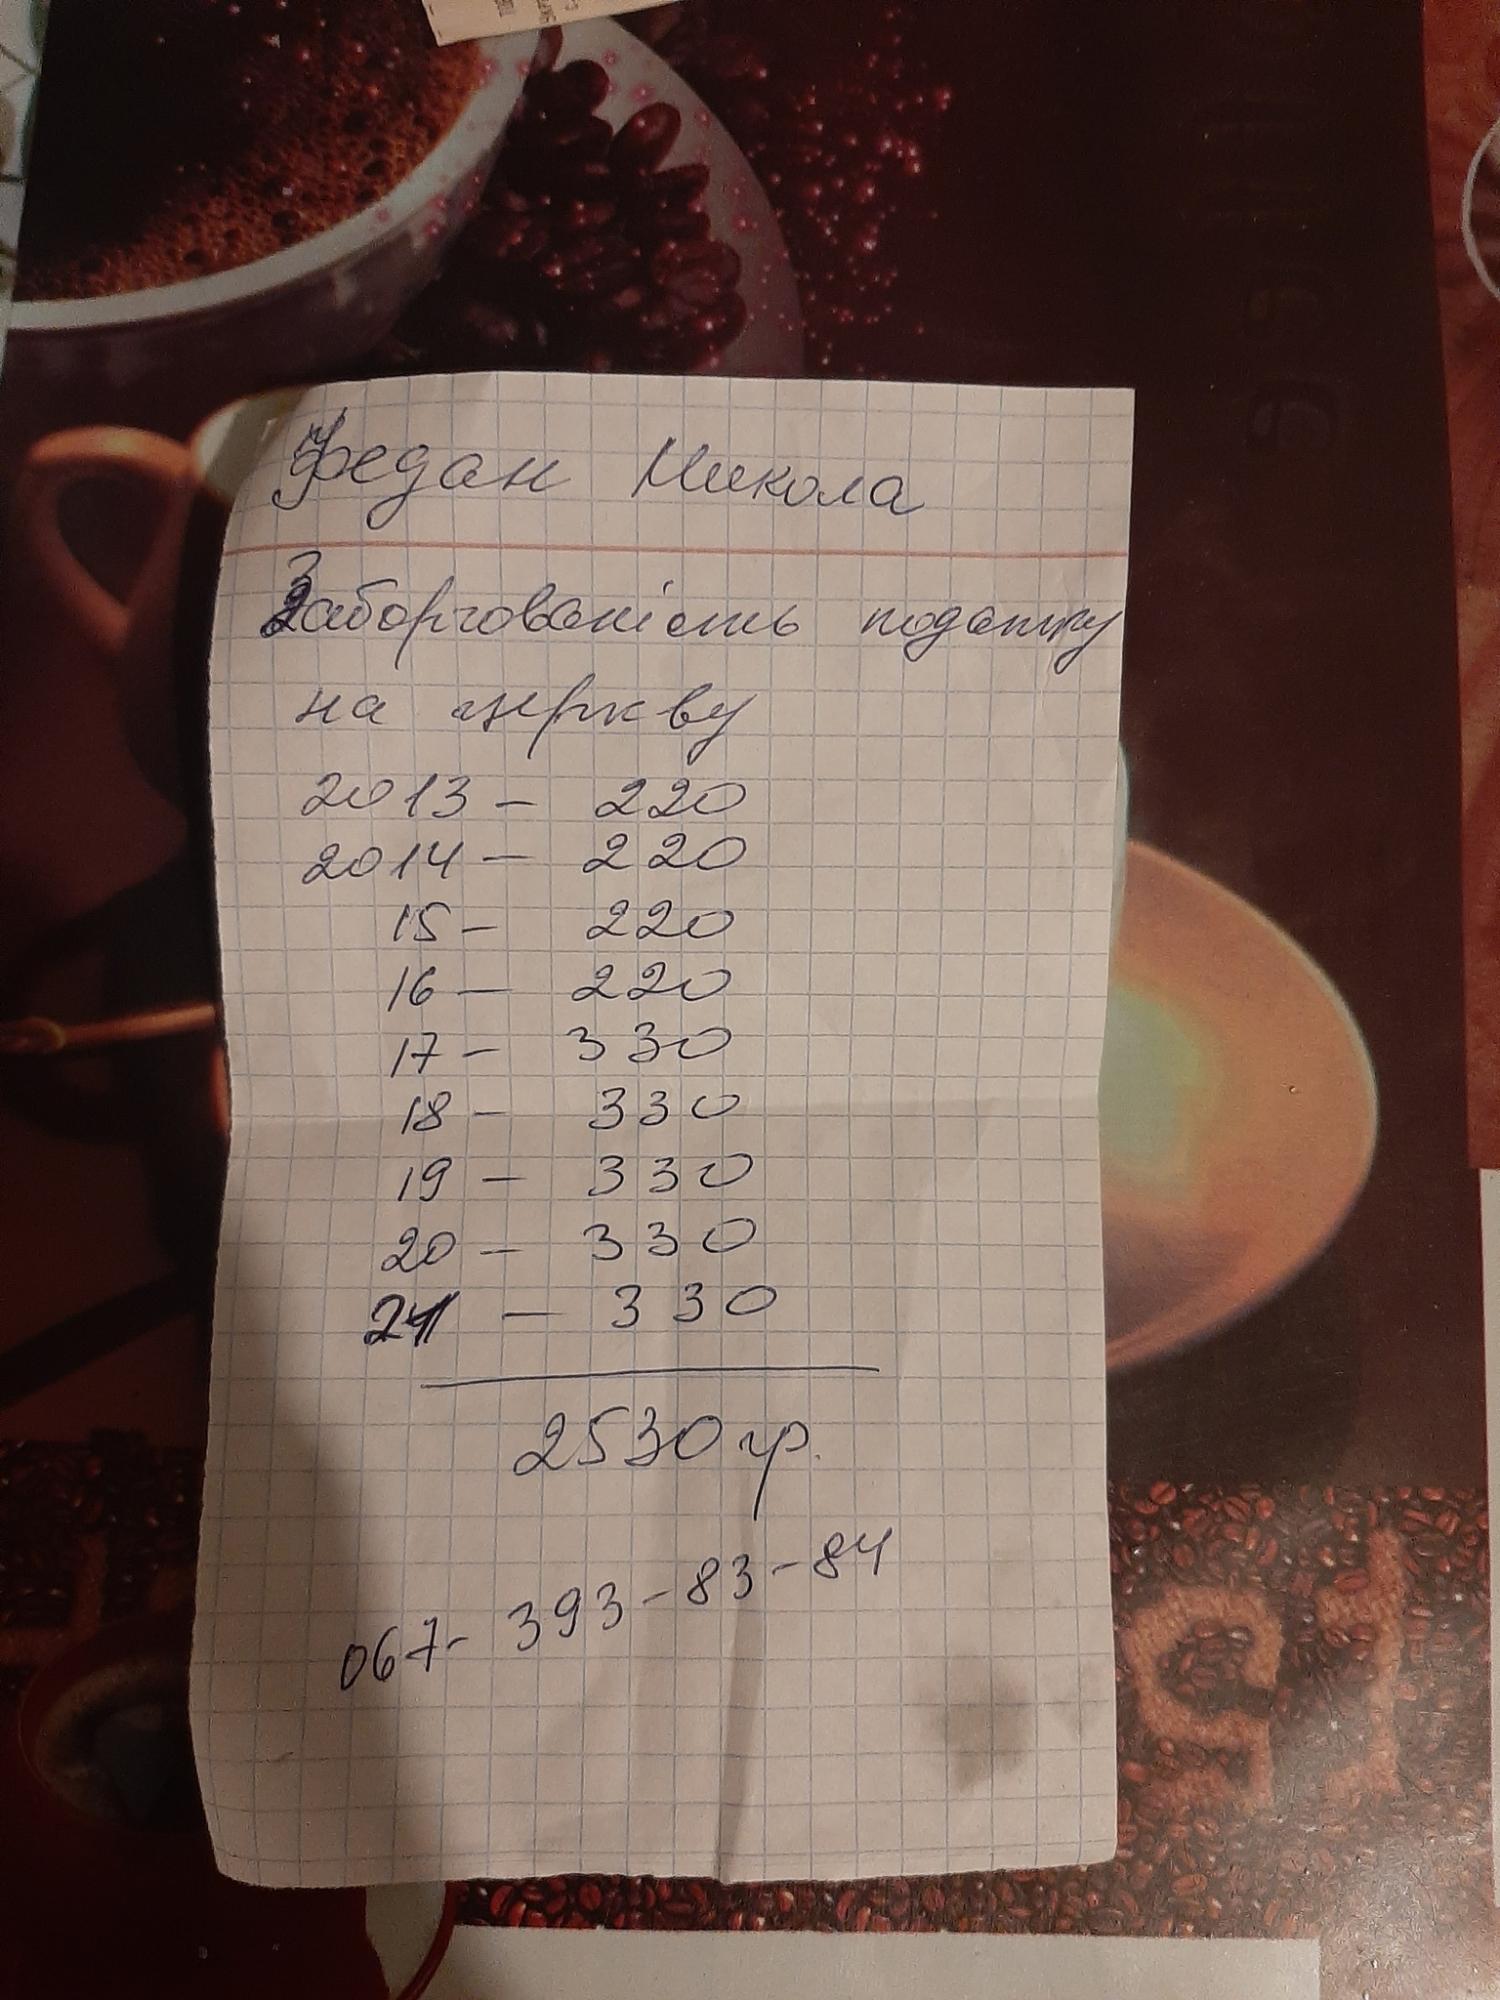 Федан Микола
Заборгованість податку
на церкву
2013 - 220
2014 - 220
15 - 220
16 - 220
17 - 330
18 - 330
19 - 330
20 - 330
21 - 330
2530 гр.
067-393-83-84